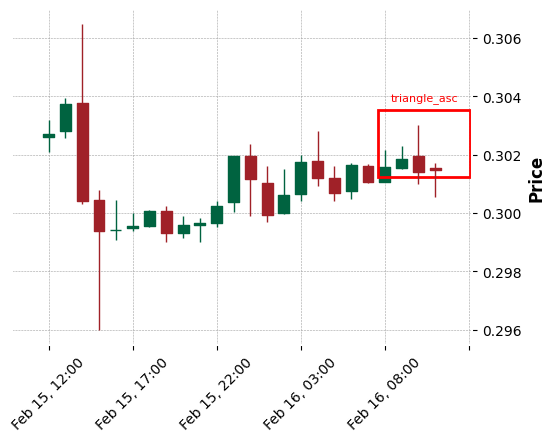 0.306
triangle_asc
0.304
0.302
0.300
0.298
0.296
Price
Feb 15, 12:00
Feb 15, 17:00
Feb 15, 22:00
Feb 16, 03:00
Feb 16, 08:00